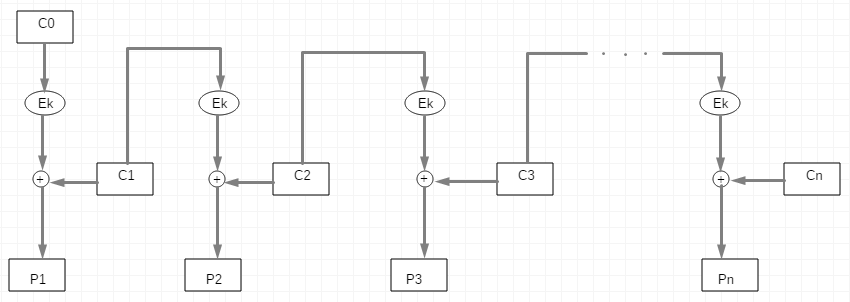 C0
Ek
Ek
Ek
Ek
+
C1
+
C2
+
C3
+
Cn
P1
P2
P3
Pn